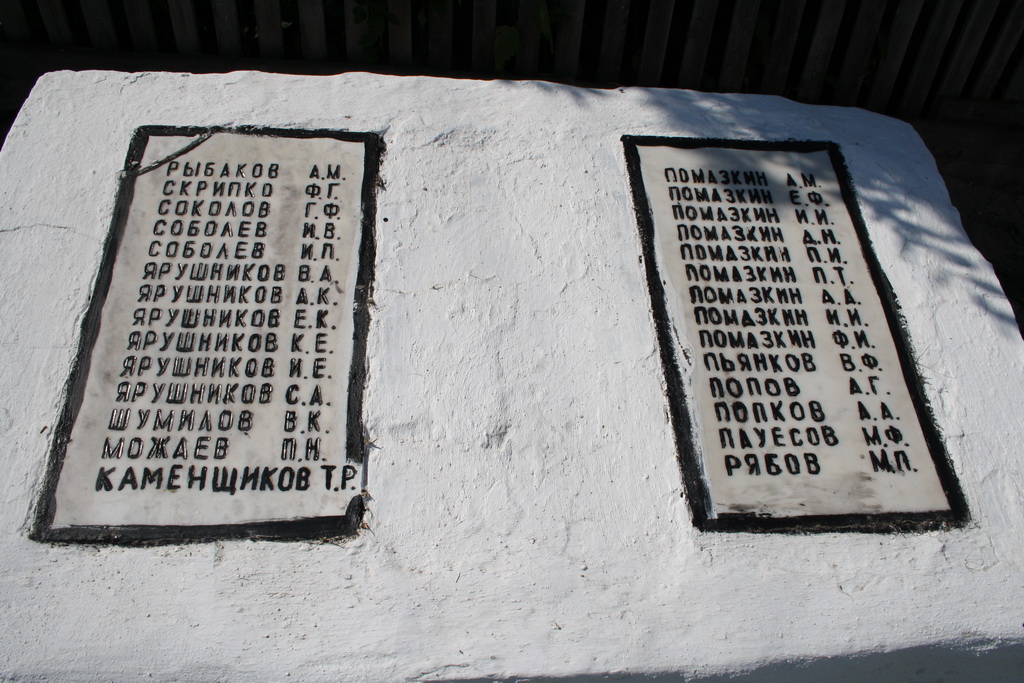 РЫБАКОВ А.М.
СКРИПКО Ф.Г.
СОКОЛОВ Г.Ф.
СОБОЛЕВ И.В.
СОБОЛЕВ И.П.
ЯРУШНИКОВ В.А.
ЯРУШНИКОВ А.К.
ЯРУШНИКОВ Е.К.
ЯРУШНИКОВ К.Е.
ЯРУШНИКОВ И.Е.
ЯРУШНИКОВ С.А.
ШУМИЛОВ В.К.
МОЖАЕВ П.Н.
КАМЕНЩИКОВ Т.Р.
ПОМАЗКИН А.М.
ПОМАЗКИН Е.Ф.
ПОМАЗКИН И.И.
ПОМАЗКИН Д.Н.
ПОМАЗКИН П.И.
ПОМАЗКИН П.Т.
ПОМАЗКИН А.А.
ПОМАЗКИН И.И.
ПОМАЗКИН Ф.И.
ПЬЯНКОВ В.Ф.
ПОПОВ А.Г.
ПОПКОВ А.А.
ПАУЕСОВ М.Ф.
РЯБОВ М.П.